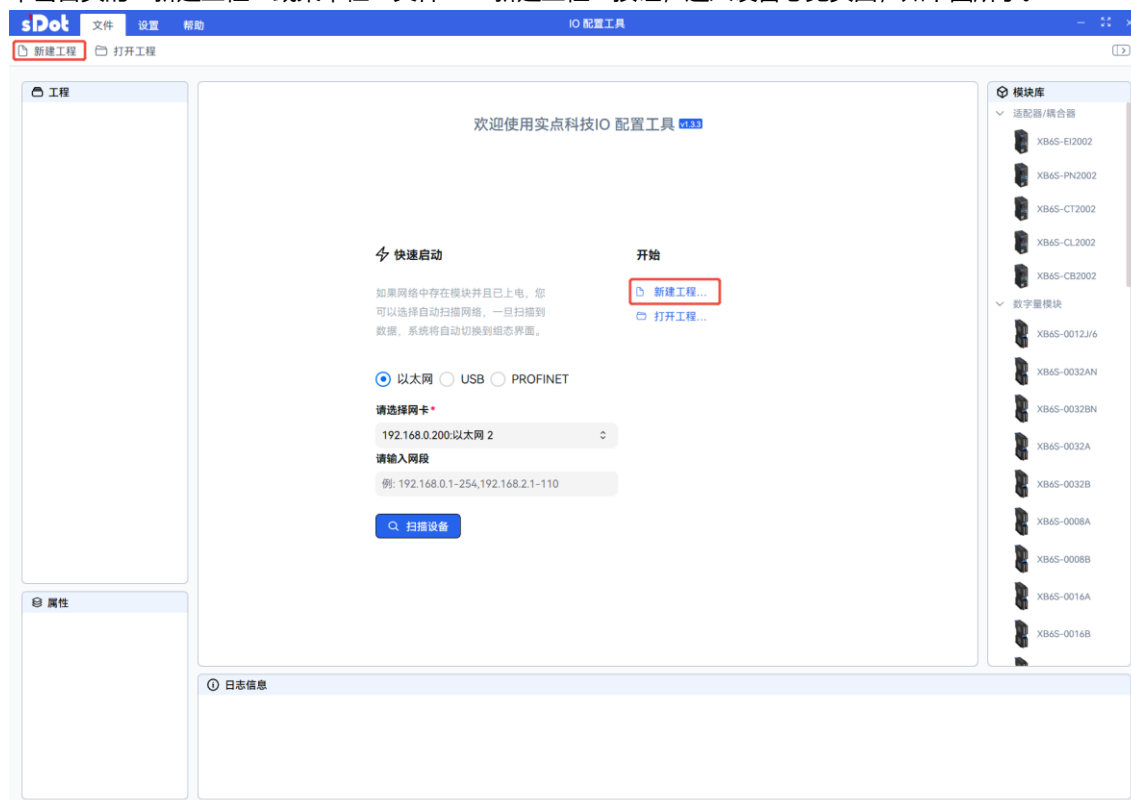 sDot 文件 设置 帮助 IO 配置工具
新建工程 打开工程
工程
欢迎使用实点科技IO 配置工具 v1.3.3
快速启动
如果网络中存在模块并且已上电，您
可以选择自动扫描网络，一旦扫描到
数据，系统将自动切换到组态界面。
开始
新建工程...
打开工程...
以太网 USB PROFINET
请选择网卡*
192.168.0.200:以太网 2
请输入网段
例: 192.168.0.1-254,192.168.2.1-110
扫描设备
模块库
适配器/耦合器
XB6S-EI2002
XB6S-PN2002
XB6S-CT2002
XB6S-CL2002
XB6S-CB2002
数字量模块
XB6S-0012J/6
XB6S-0032AN
XB6S-0032BN
XB6S-0032A
XB6S-0032B
XB6S-0008A
XB6S-0008B
XB6S-0016A
XB6S-0016B
属性
日志信息